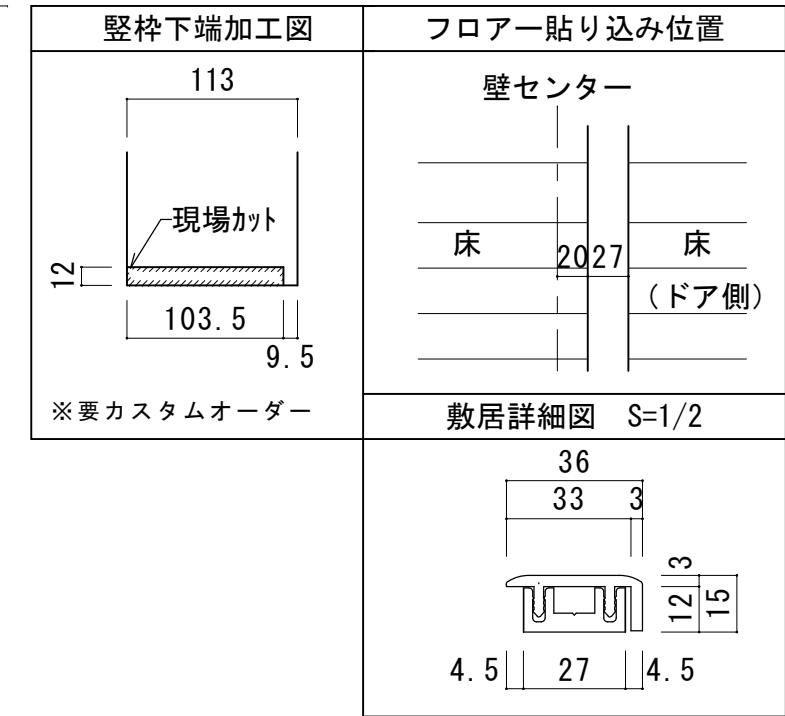 竪枠下端加工図
113
現場ｶｯﾄ
12
103.5
9.5
※要カスタムオーダー
フロアー貼り込み位置
壁センター
床
20
27
床
(ドア側)
敷居詳細図 S=1/2
36
33
3
3
12
15
4.5
27
4.5